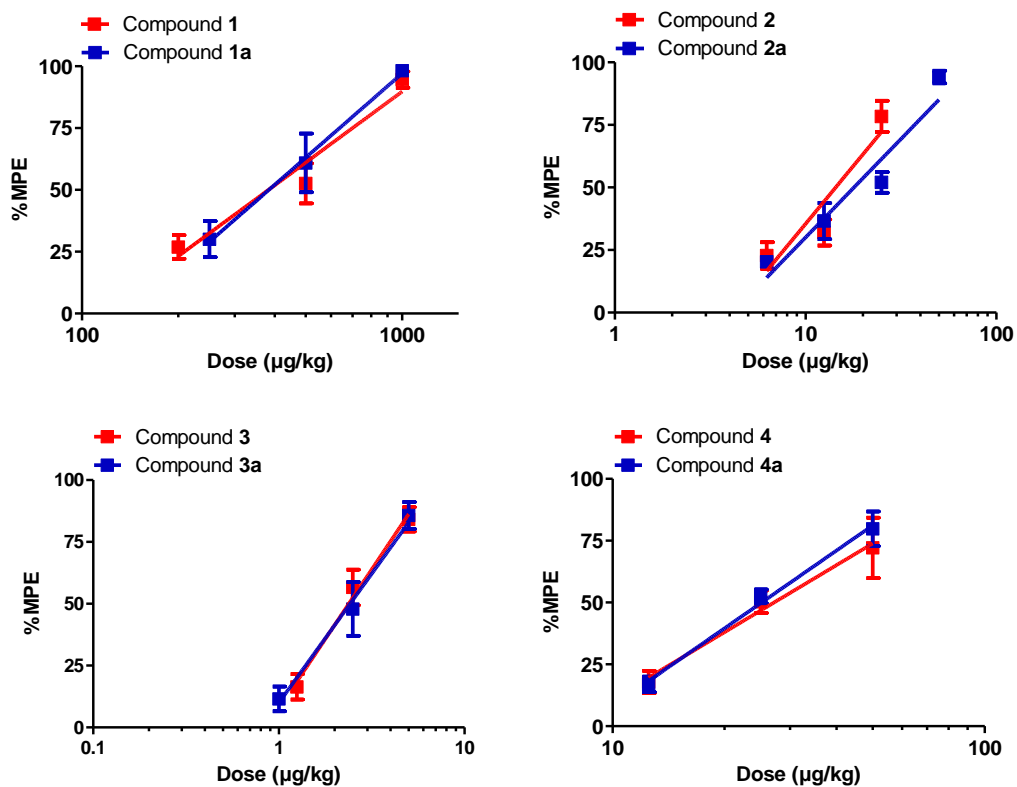 Compound 1
Compound 1a
100
75
50
25
0
%MPE
100
1000
Dose (µg/kg)
Compound 2
Compound 2a
100
75
50
25
0
%MPE
1
10
100
Dose (µg/kg)
Compound 3
Compound 3a
100
75
50
25
0
%MPE
0.1
1
10
Dose (µg/kg)
Compound 4
Compound 4a
100
75
50
25
0
%MPE
10
100
Dose (µg/kg)